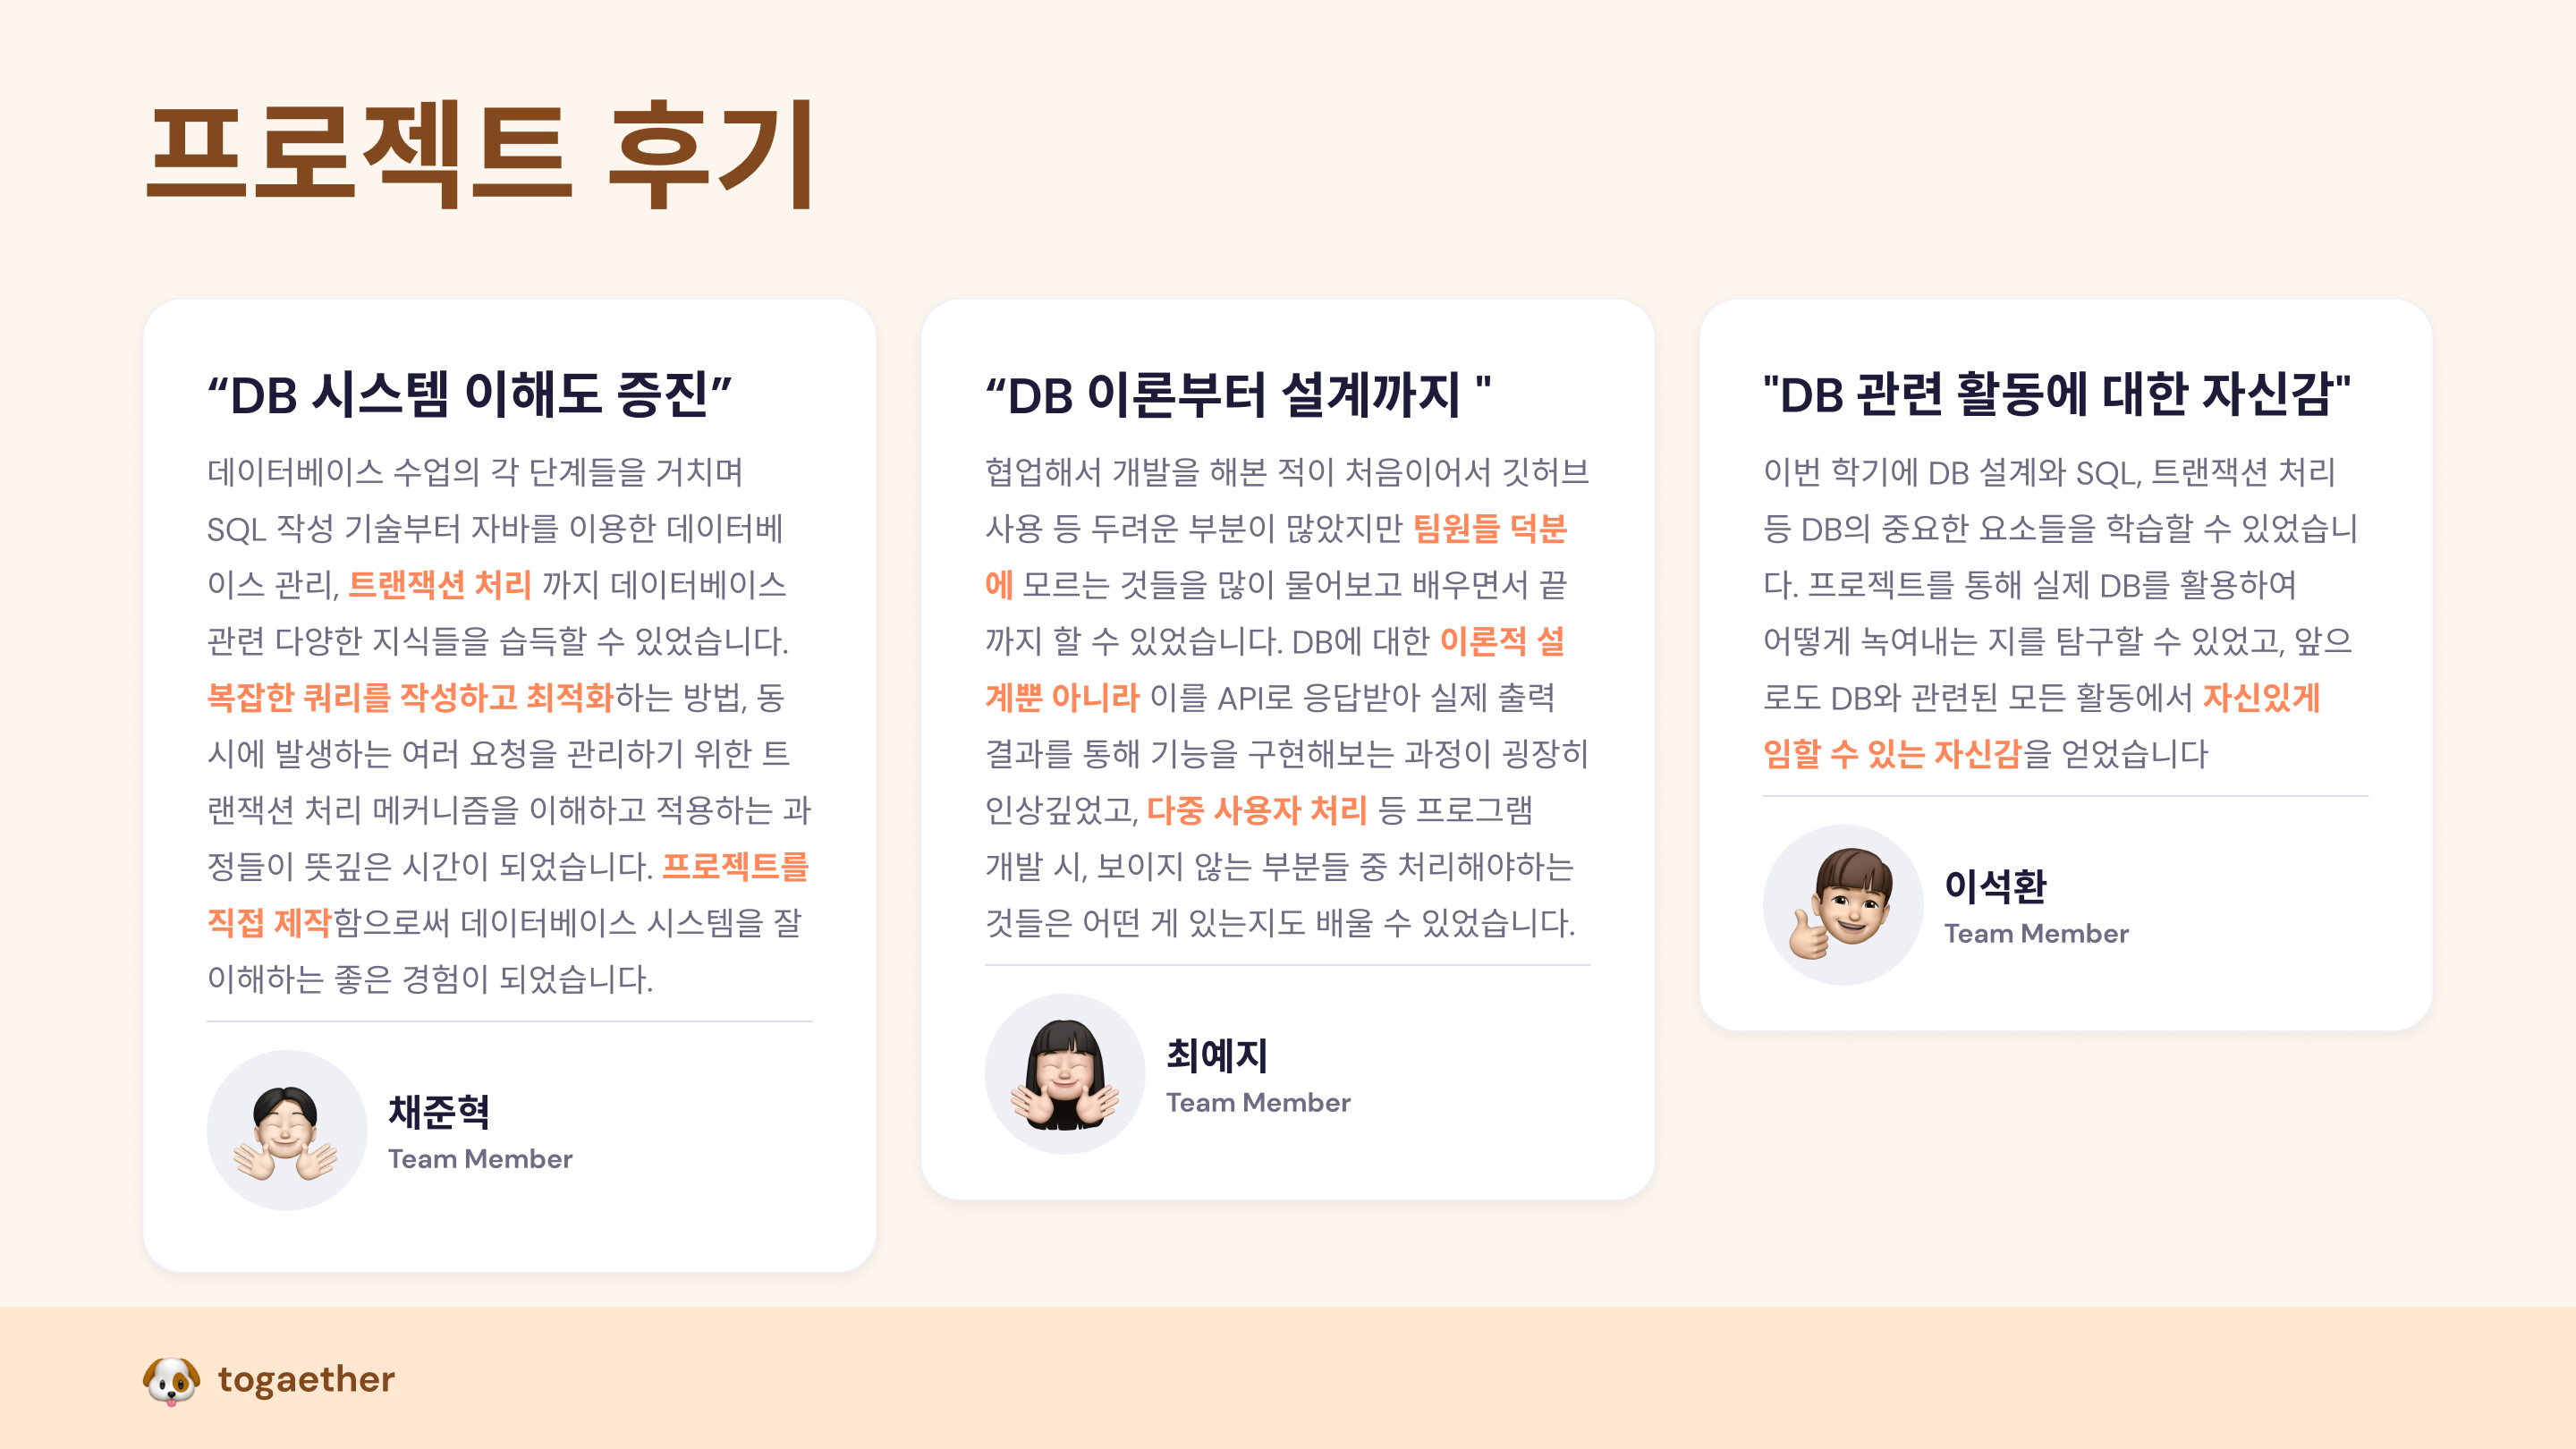 프로젝트 후기
“DB 시스템 이해도 증진”
데이터베이스 수업의 각 단계들을 거치며
SQL 작성 기술부터 자바를 이용한 데이터베
이스 관리, 트랜잭션 처리 까지 데이터베이스
관련 다양한 지식들을 습득할 수 있었습니다.
복잡한 쿼리를 작성하고 최적화하는 방법, 동
시에 발생하는 여러 요청을 관리하기 위한 트
랜잭션 처리 메커니즘을 이해하고 적용하는 과
정들이 뜻깊은 시간이 되었습니다. 프로젝트를
직접 제작함으로써 데이터베이스 시스템을 잘
이해하는 좋은 경험이 되었습니다.
채준혁
Team Member
“DB 이론부터 설계까지 "
협업해서 개발을 해본 적이 처음이어서 깃허브
사용 등 두려운 부분이 많았지만 팀원들 덕분
에 모르는 것들을 많이 물어보고 배우면서 끝
까지 할 수 있었습니다. DB에 대한 이론적 설
계뿐 아니라 이를 API로 응답받아 실제 출력
결과를 통해 기능을 구현해보는 과정이 굉장히
인상깊었고, 다중 사용자 처리 등 프로그램
개발 시, 보이지 않는 부분들 중 처리해야하는
것들은 어떤 게 있는지도 배울 수 있었습니다.
최예지
Team Member
"DB 관련 활동에 대한 자신감"
이번 학기에 DB 설계와 SQL, 트랜잭션 처리
등 DB의 중요한 요소들을 학습할 수 있었습니
다. 프로젝트를 통해 실제 DB를 활용하여
어떻게 녹여내는 지를 탐구할 수 있었고, 앞으
로도 DB와 관련된 모든 활동에서 자신있게
임할 수 있는 자신감을 얻었습니다
이석환
Team Member
togaether